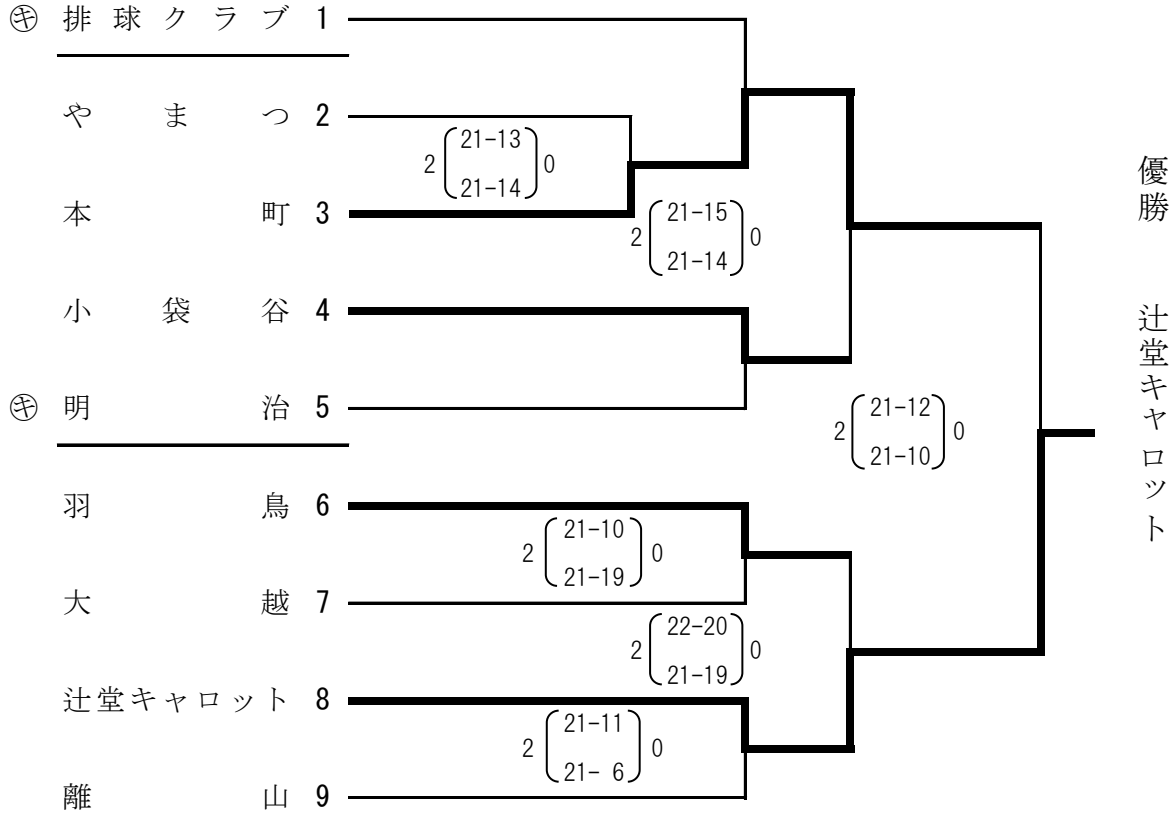 ㋖ 排球クラブ 1
やまつ 2
2 21-13 0
21-14
本町 3
2 21-15 0
21-14
小袋谷 4
㋖ 明治 5
2 21-12 0
21-10
羽鳥 6
2 21-10 0
21-19
大越 7
2 22-20 0
21-19
辻堂キャロット 8
2 21-11 0
21- 6
離山 9
優勝 辻堂キャロット